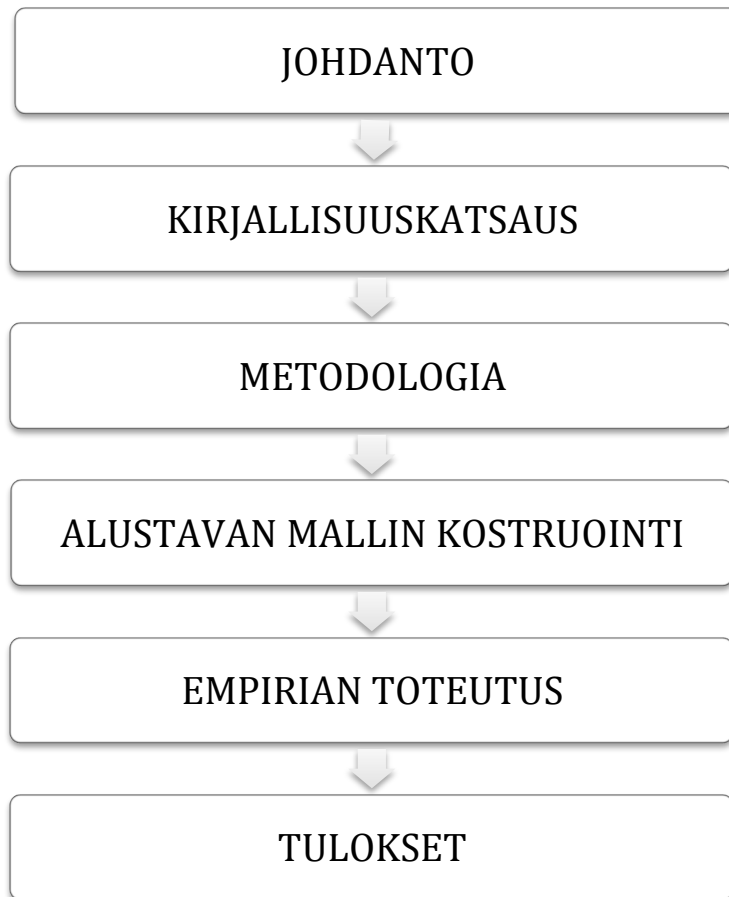 JOHDANTO
KIRJALLISUUSKATSAUS
METODOLOGIA
ALUSTAVAN MALLIN KOSTRUOINTI
EMPIRIAN TOTEUTUS
TULOKSET